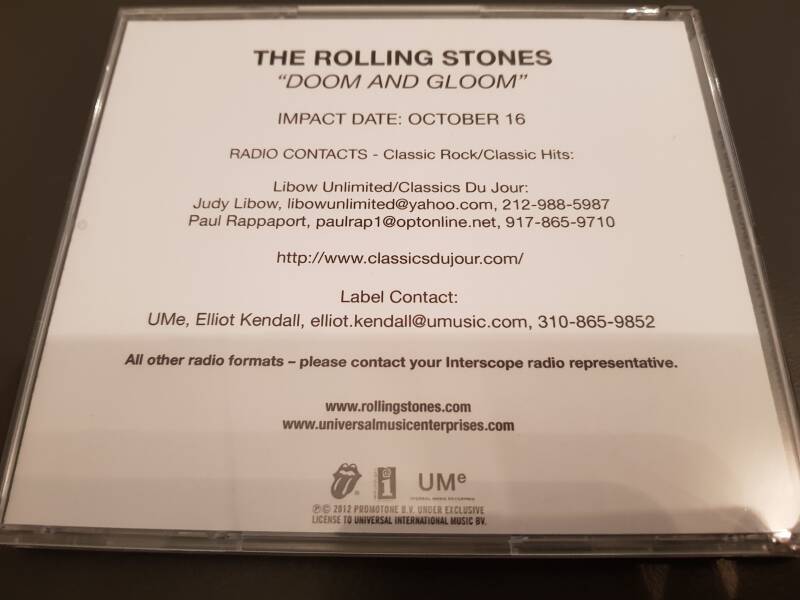 THE ROLLING STONES
"DOOM AND GLOOM"
IMPACT DATE: OCTOBER 16
RADIO CONTACTS - Classic Rock/Classic Hits:
Libow Unlimited/Classics Du Jour:
Judy Libow, libowunlimited@yahoo.com, 212-988-5987
Paul Rappaport, paulrap1@optonline.net, 917-865-9710
http://www.classicsdujour.com/
Label Contact:
UMe, Elliot Kendall, elliot.kendall@umusic.com, 310-865-9852
All other radio formats – please contact your Interscope radio representative.
www.rollingstones.com
www.universalmusicenterprises.com
i UMe
UNIVERSAL MUSIC ENTERPRISES
℗© 2012 PROMOTONE B.V. UNDER EXCLUSIVE
LICENSE TO UNIVERSAL INTERNATIONAL MUSIC BV.